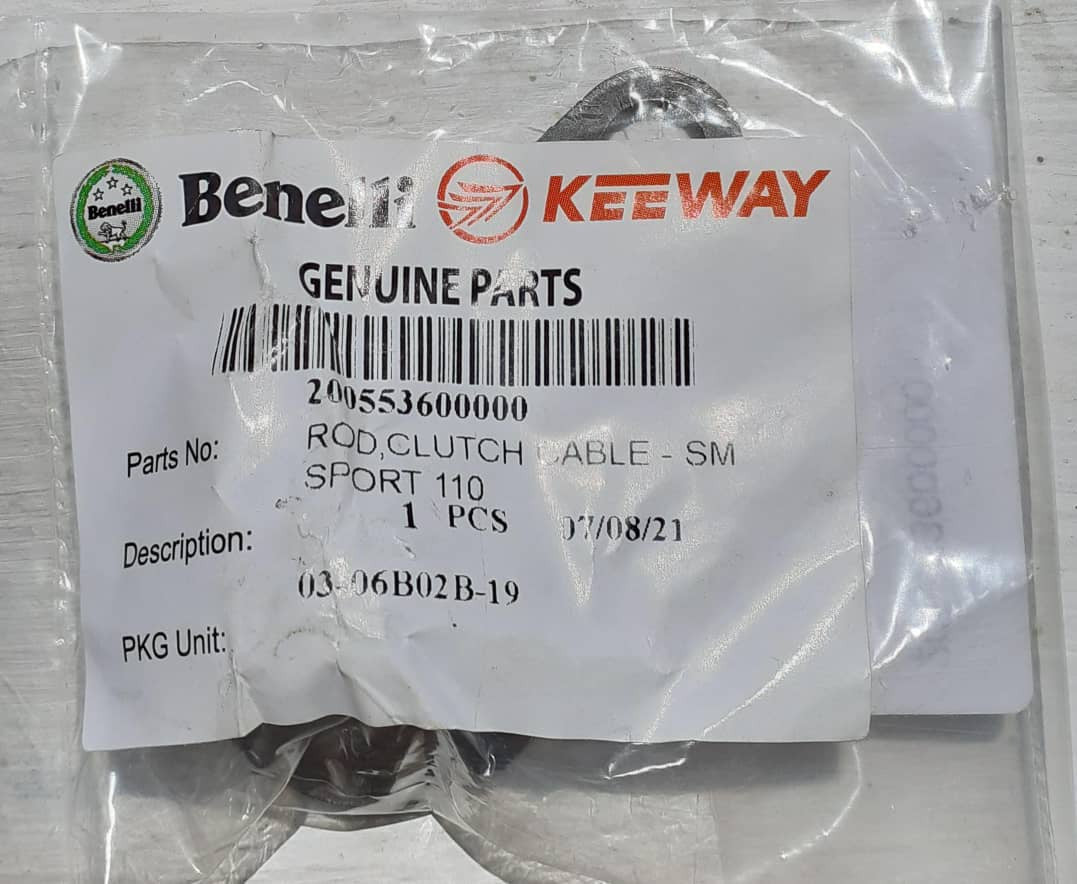 Benelli Benelli KEEWAY
GENUINE PARTS
200553600000
Parts No: ROD,CLUTCH CABLE - SM
SPORT 110
1 PCS 07/08/21
Description:
03-06B02B-19
PKG Unit: